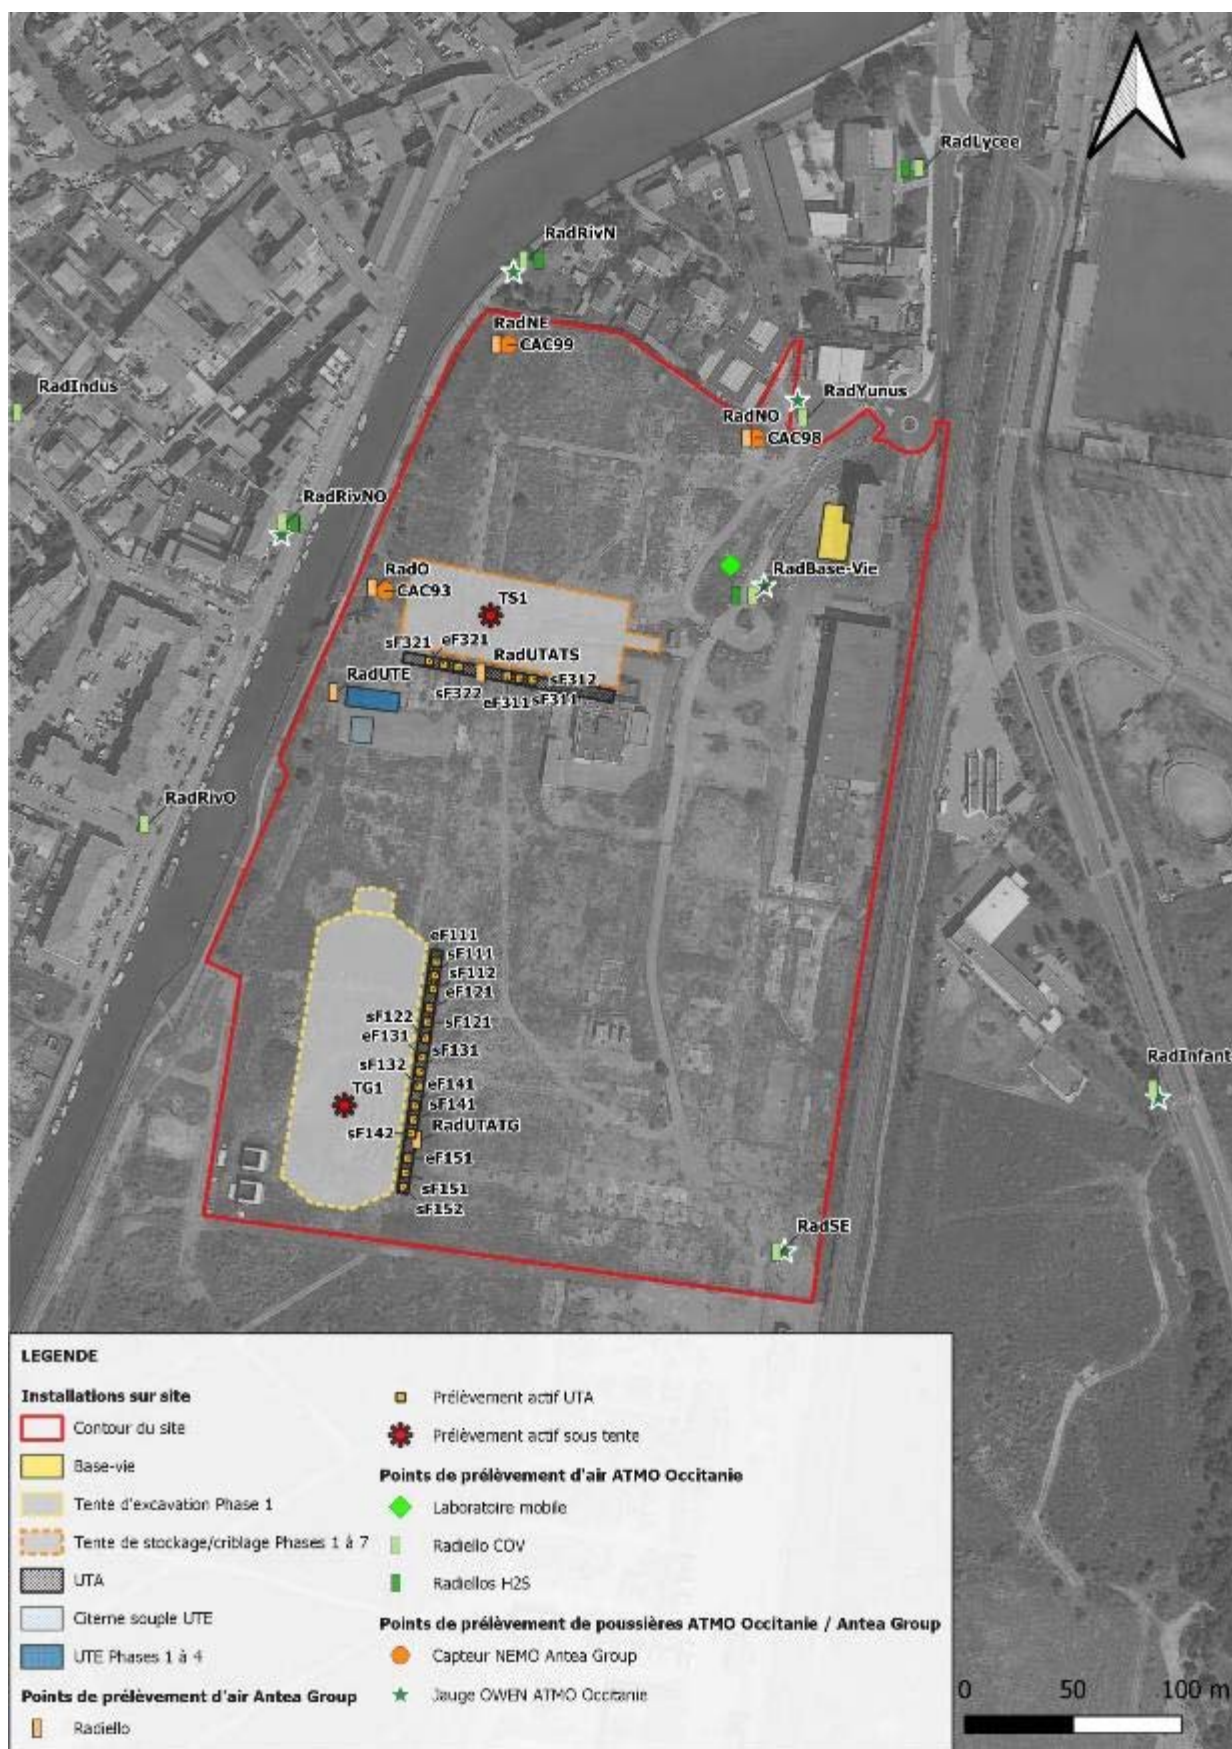 RadLycee
RadRivN
RadNE
CAC99
RadIndus
RadYunus
RadNO
CAC98
RadRivNO
RadBase-Vie
RadO
CAC93
TS1
sF321
eF321
RadUTATS
RadUTE
sF312
sF322
eF311
sF311
RadRivO
eF111
sF111
sF112
eF121
sF122
sF121
eF131
sF131
sF132
TG1
eF141
sF141
RadUTATG
sF142
eF151
sF151
sF152
RadInfant
RadSE
LEGENDE
Installations sur site
Contour du site
Base-vie
Tente d'excavation Phase 1
Tente de stockage/criblage Phases 1 à 7
UTA
Citerne souple UTE
UTE Phases 1 à 4
Points de prélèvement d'air Antea Group
Radiello
Prélèvement actif UTA
Prélèvement actif sous tente
Points de prélèvement d'air ATMO Occitanie
Laboratoire mobile
Radiello COV
Radiellos H2S
Points de prélèvement de poussières ATMO Occitanie / Antea Group
Capteur NEMO Antea Group
Jauge OWEN ATMO Occitanie
0 50 100 m